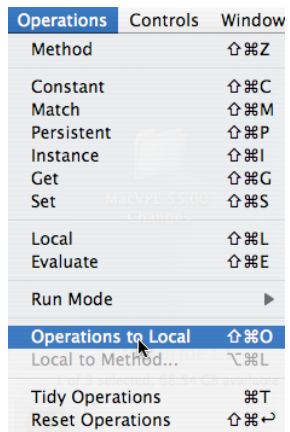 Operations Controls Window
Method ⇧⌘Z
Constant ⇧⌘C
Match ⇧⌘M
Persistent ⇧⌘P
Instance ⇧⌘I
Get ⇧⌘G
Set ⇧⌘S
Local ⇧⌘L
Evaluate ⇧⌘E
Run Mode ▶
Operations to Local ⇧⌘O
Local to Method... ⌥⌘L
Tidy Operations ⌘T
Reset Operations ⇧⌘↩